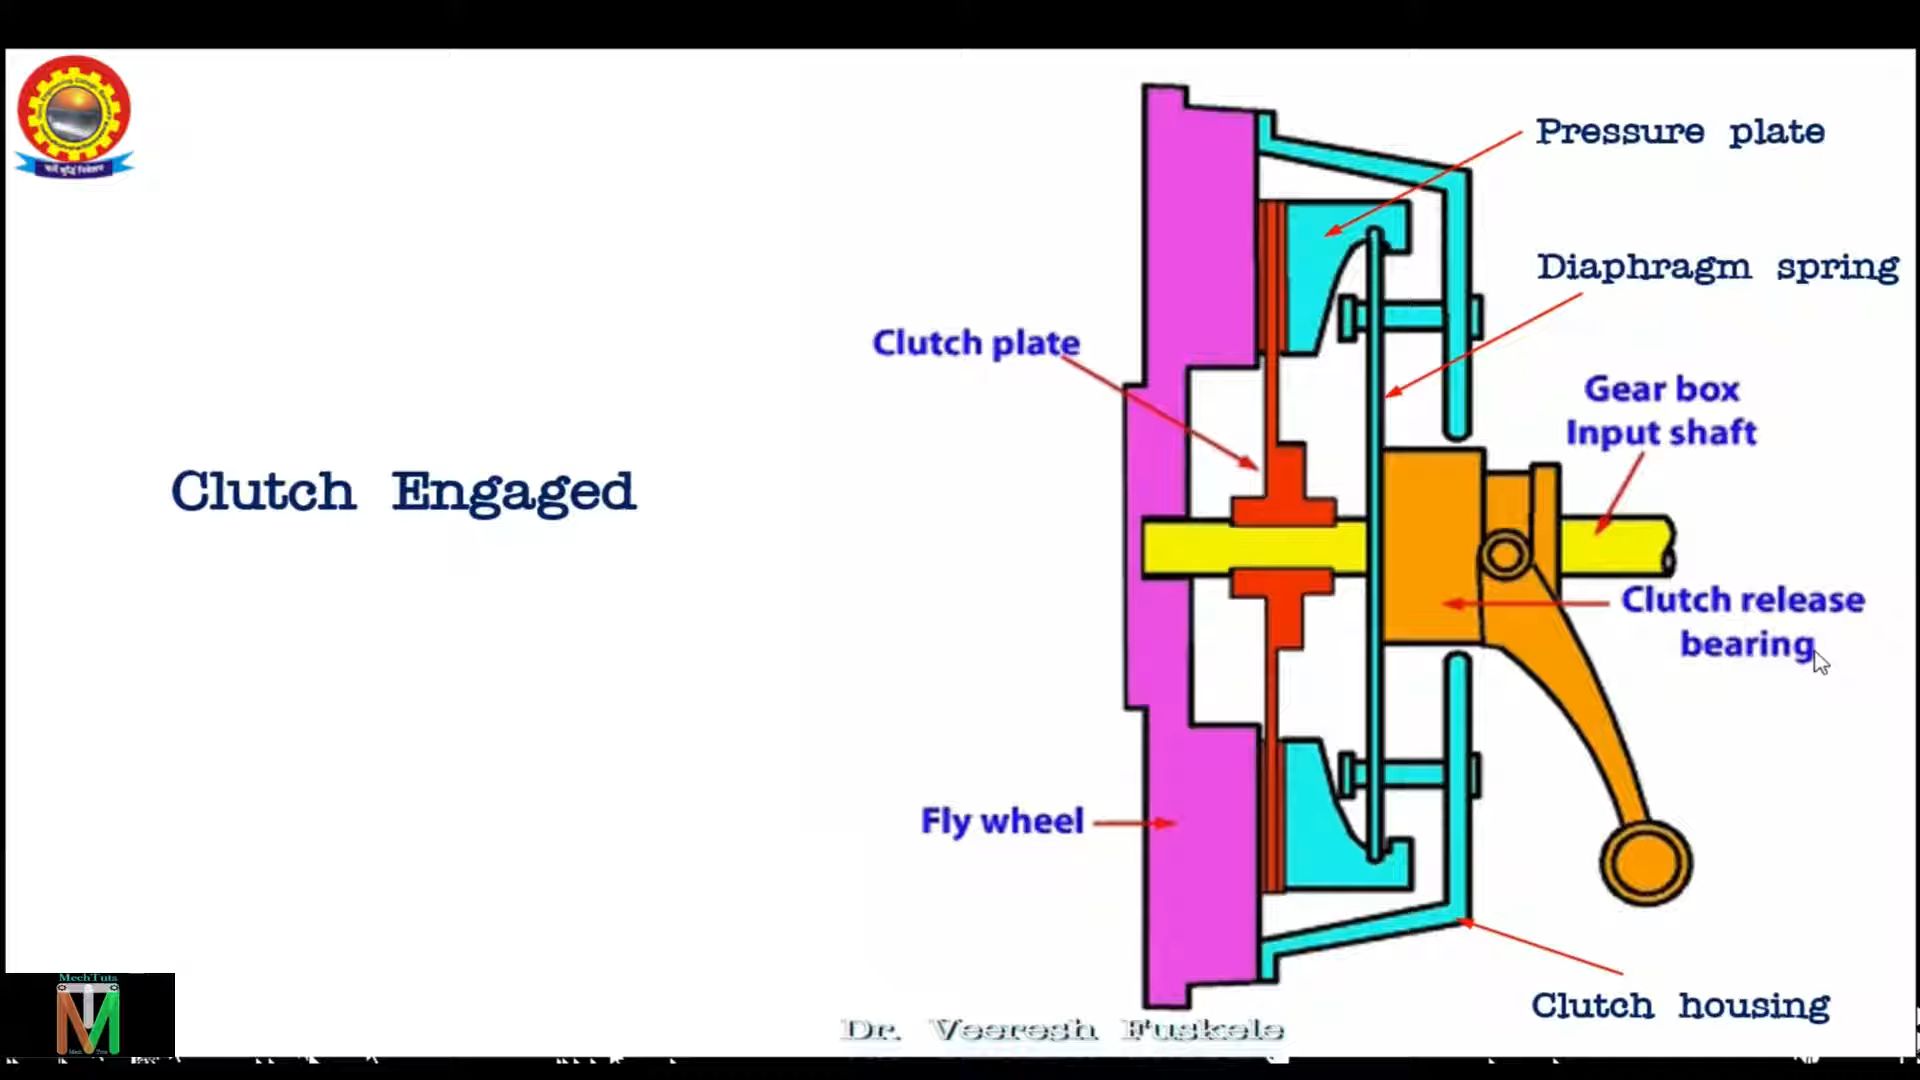 Pressure plate
Diaphragm spring
Clutch plate
Gear box
Input shaft
Clutch Engaged
Clutch release
bearing
Fly wheel
Clutch housing
MechTuts
Dr. Veeresh Fuskele